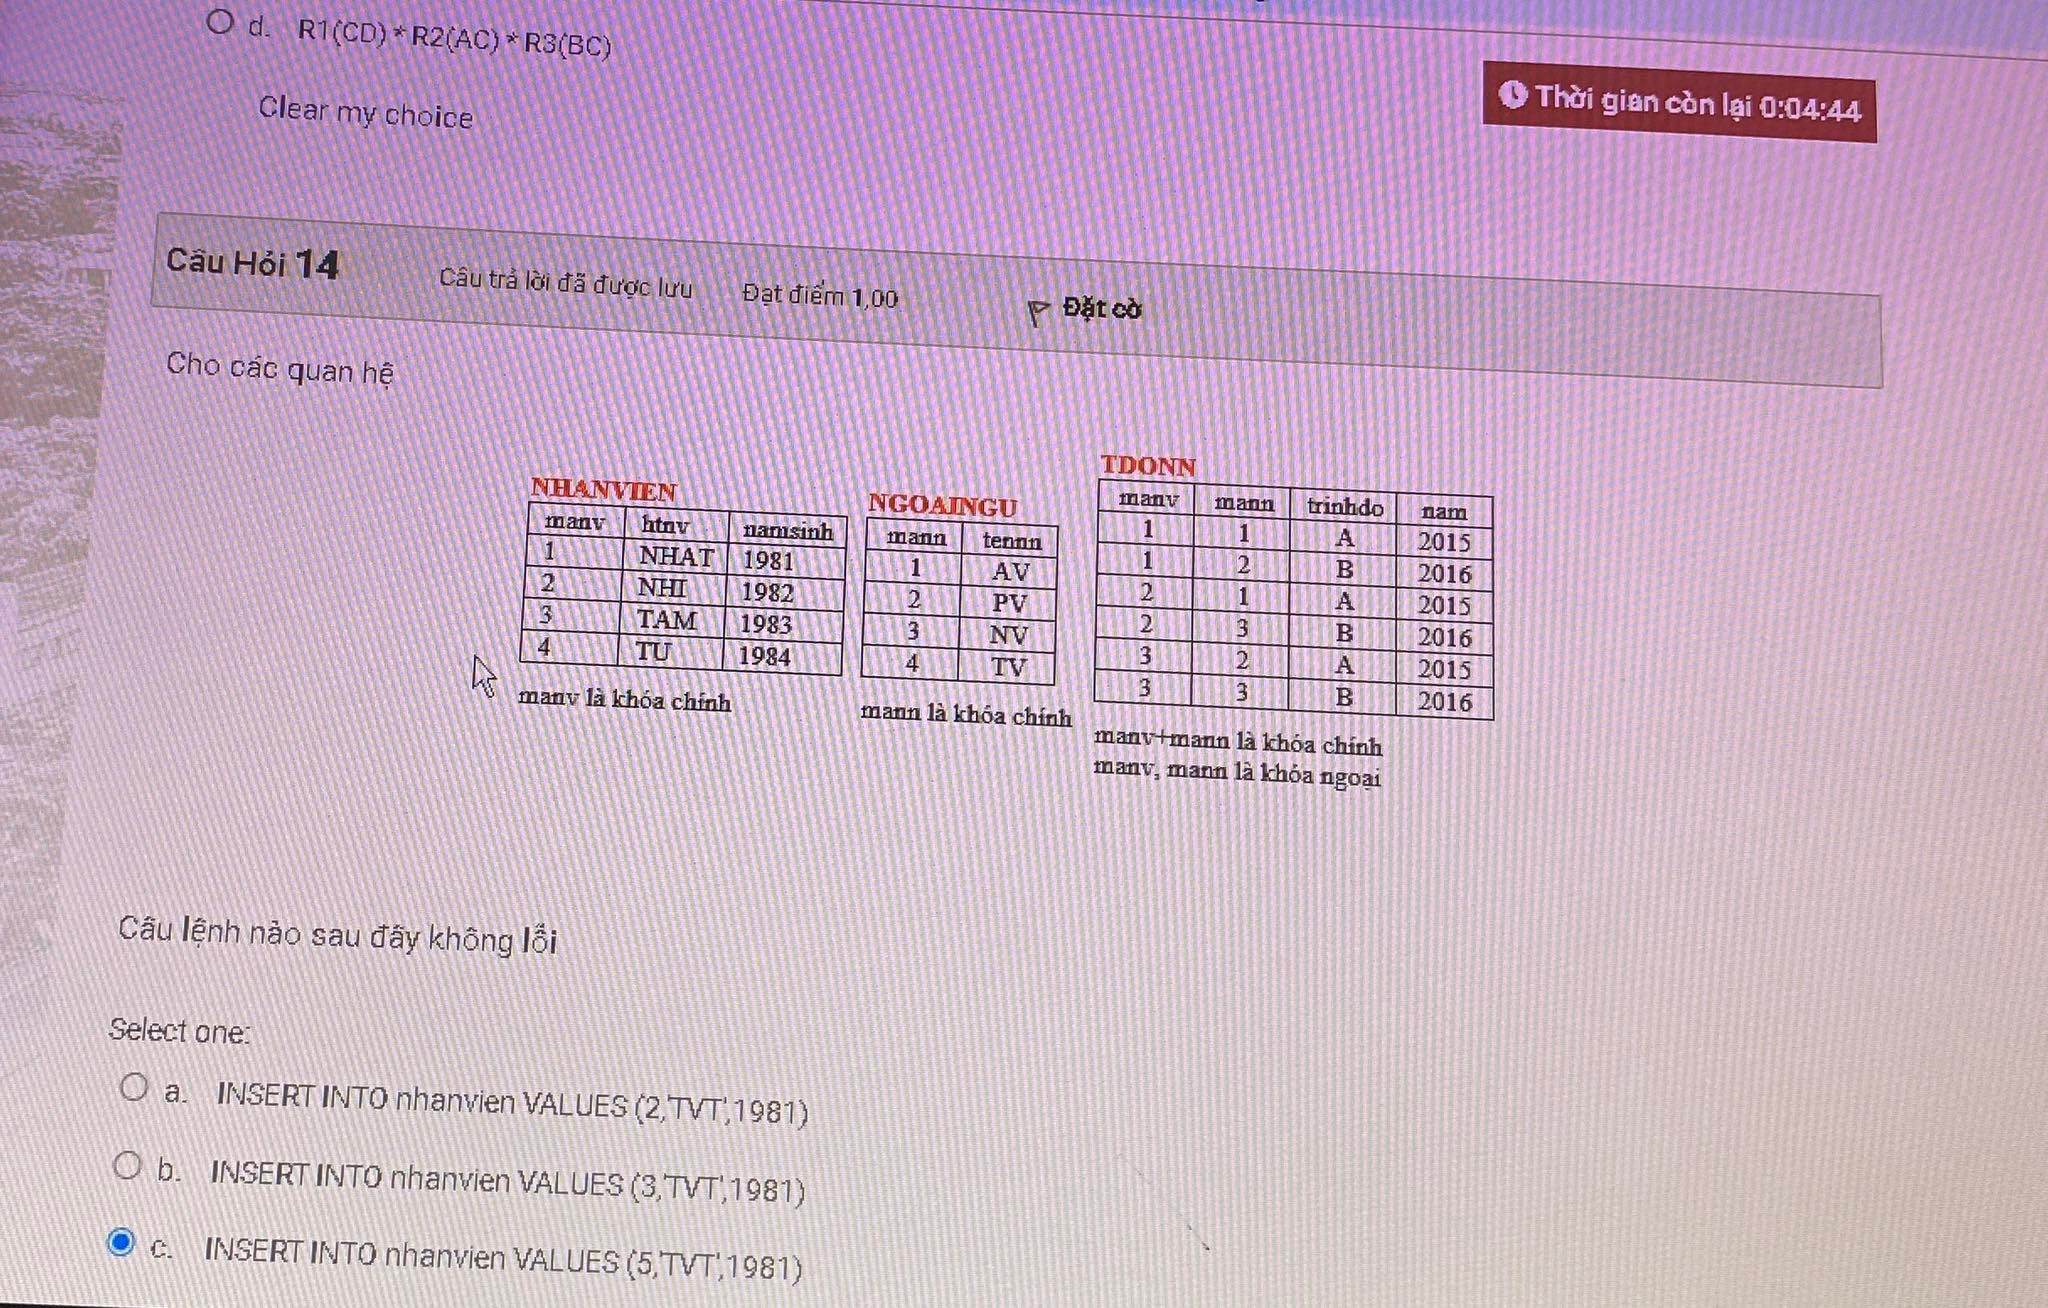 d. R1(CD) * R2(AC) * R3(BC)
Clear my choice
Thời gian còn lại 0:04:44
Câu Hỏi 14
Câu trả lời đã được lưu
Đạt điểm 1,00
Đặt cờ
Cho các quan hệ
NHANVIEN
manv htnv namsinh
1 NHAT 1981
2 NHI 1982
3 TAM 1983
4 TU 1984
manv là khóa chính
NGOAINGU
mann tennn
1 AV
2 PV
3 NV
4 TV
mann là khóa chính
TDONN
manv mann trinhdo nam
1 1 A 2015
1 2 B 2016
2 1 A 2015
2 3 B 2016
3 2 A 2015
3 3 B 2016
manv+mann là khóa chính
manv, mann là khóa ngoại
Câu lệnh nào sau đây không lỗi
Select one:
a. INSERT INTO nhanvien VALUES (2,'TVT',1981)
b. INSERT INTO nhanvien VALUES (3,'TVT',1981)
c. INSERT INTO nhanvien VALUES (5,'TVT',1981)